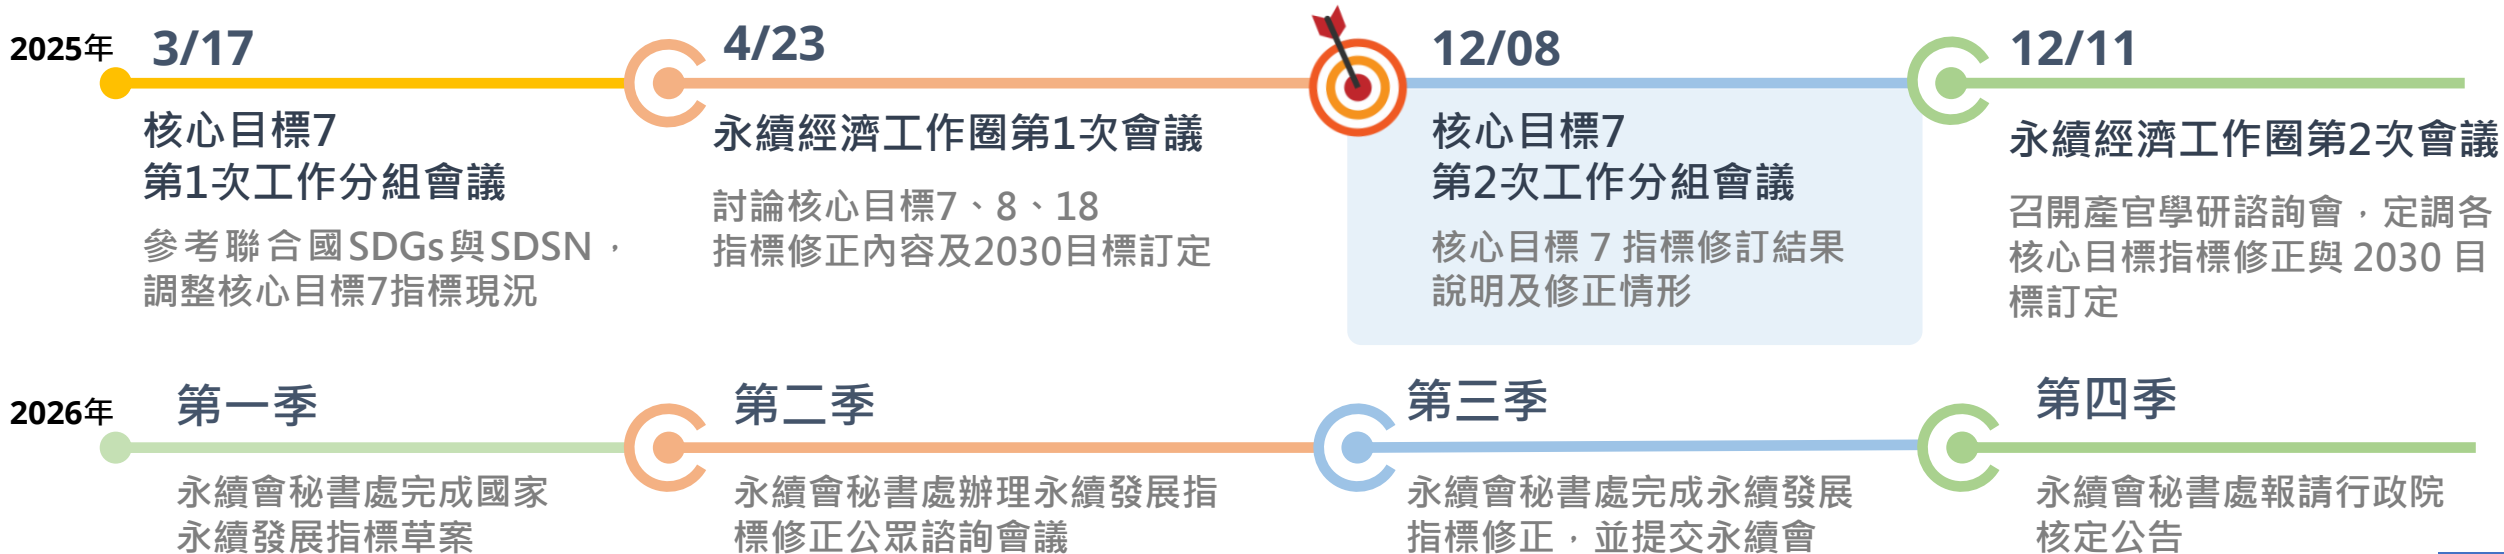 2025年
3/17
核心目標7
第1次工作分組會議
參考聯合國SDGs與SDSN，
調整核心目標7指標現況
4/23
永續經濟工作圈第1次會議
討論核心目標7、8、18
指標修正內容及2030目標訂定
12/08
核心目標7
第2次工作分組會議
核心目標 7 指標修訂結果
說明及修正情形
12/11
永續經濟工作圈第2次會議
召開產官學研諮詢會，定調各
核心目標指標修正與 2030 目
標訂定
2026年
第一季
永續會秘書處完成國家
永續發展指標草案
第二季
永續會秘書處辦理永續發展指
標修正公眾諮詢會議
第三季
永續會秘書處完成永續發展
指標修正，並提交永續會
第四季
永續會秘書處報請行政院
核定公告